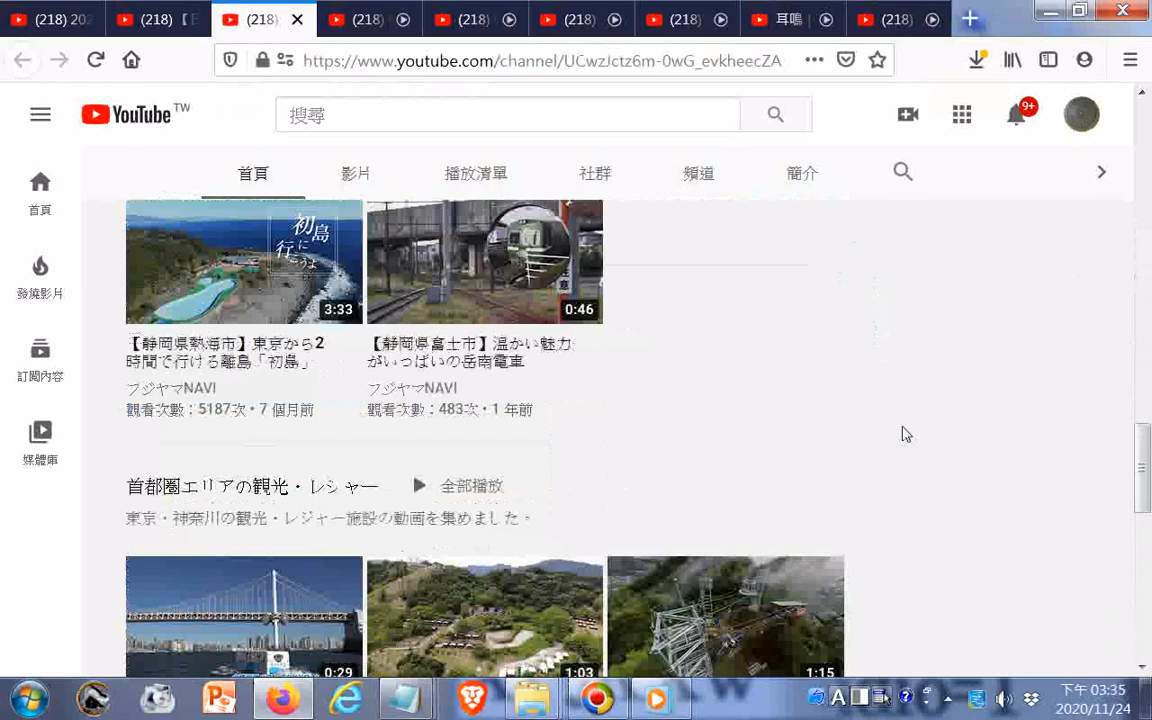 (218) 202
(218) 【F
(218)
(218)
(218)
(218)
(218)
耳鳴
(218)
https://www.youtube.com/channel/UCwzJctz6m-0wG_evkheecZA
YouTube TW
搜尋
9+
首頁
影片
播放清單
社群
頻道
簡介
首頁
發燒影片
訂閱內容
媒體庫
初島に行こうよ
3:33
0:46
【静岡県熱海市】東京から2
時間で行ける離島「初島」
フジヤマNAVI
觀看次數：5187次・7 個月前
【静岡県富士市】温かい魅力
がいっぱいの岳南電車
フジヤマNAVI
觀看次數：483次・1 年前
首都圏エリアの観光・レジャー
全部播放
東京・神奈川の観光・レジャー施設の動画を集めました。
0:29
1:03
1:15
下午 03:35
2020/11/24